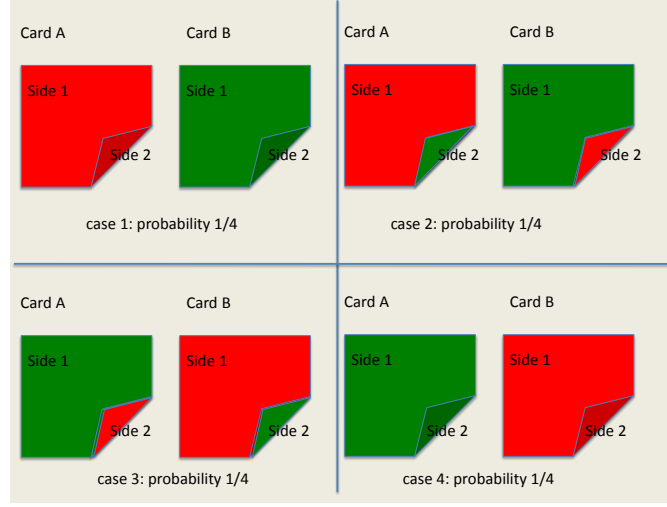 Card A
Card B
Side 1
Side 1
Side 2
Side 2
case 1: probability 1/4
Card A
Card B
Side 1
Side 1
Side 2
Side 2
case 2: probability 1/4
Card A
Card B
Side 1
Side 1
Side 2
Side 2
case 3: probability 1/4
Card A
Card B
Side 1
Side 1
Side 2
Side 2
case 4: probability 1/4